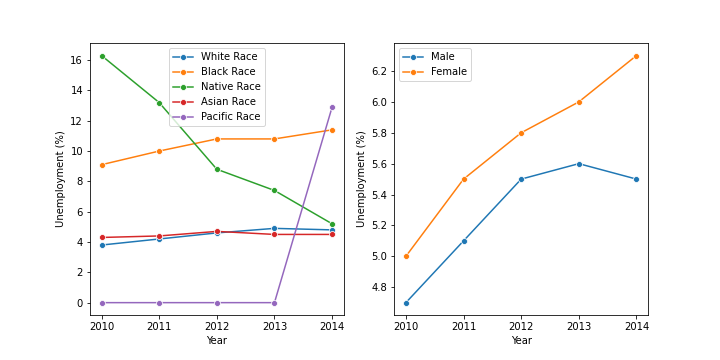 White Race
Black Race
Native Race
Asian Race
Pacific Race
Unemployment (%)
16
14
12
10
8
6
4
2
0
2010 2011 2012 2013 2014
Year
Male
Female
Unemployment (%)
6.2
6.0
5.8
5.6
5.4
5.2
5.0
4.8
2010 2011 2012 2013 2014
Year